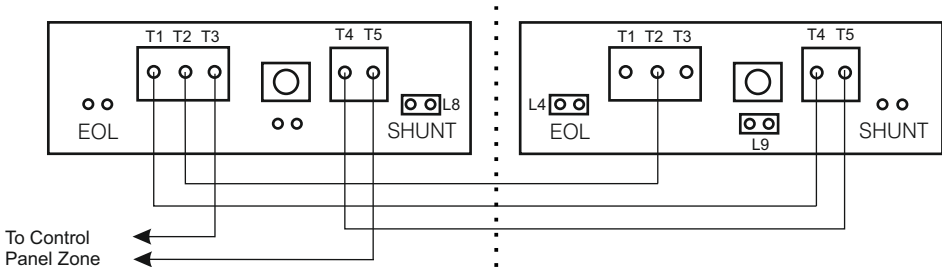 T1 T2 T3
T4 T5
L8
EOL
SHUNT
T1 T2 T3
T4 T5
L4
EOL
L9
SHUNT
To Control
Panel Zone